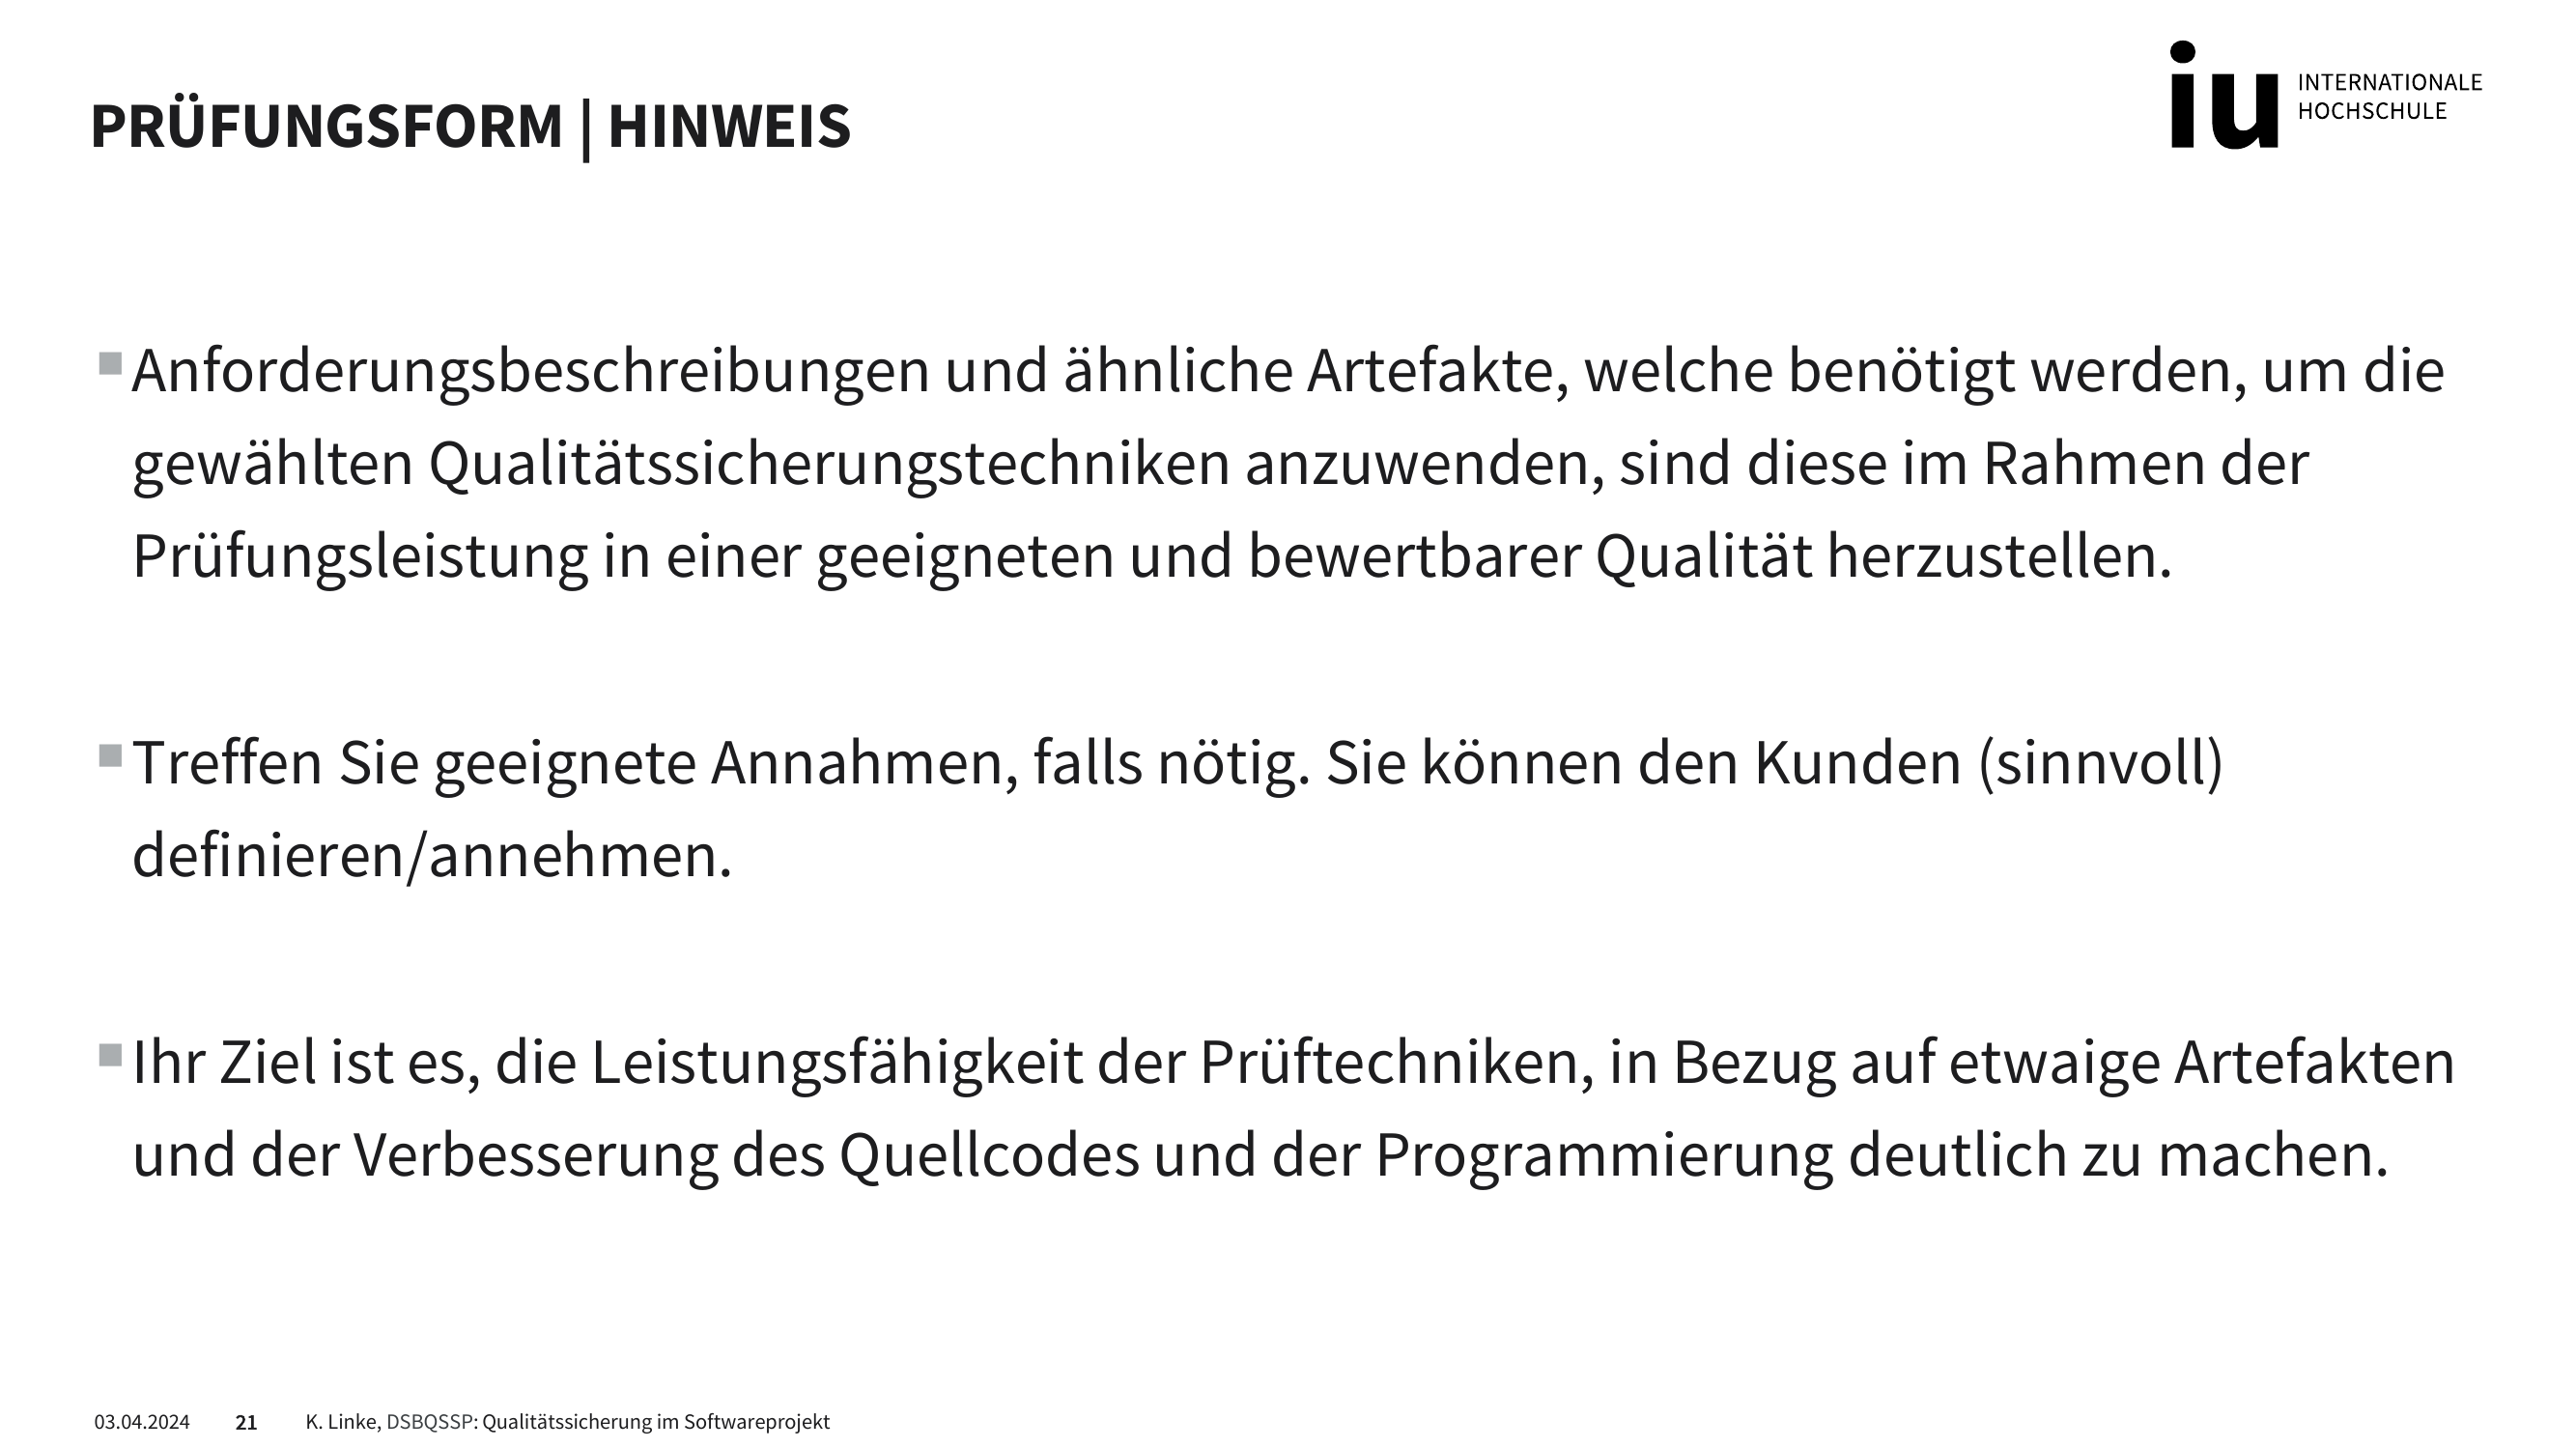 PRÜFUNGSFORM | HINWEIS
iu INTERNATIONALE
HOCHSCHULE
Anforderungsbeschreibungen und ähnliche Artefakte, welche benötigt werden, um die
gewählten Qualitätssicherungstechniken anzuwenden, sind diese im Rahmen der
Prüfungsleistung in einer geeigneten und bewertbarer Qualität herzustellen.
Treffen Sie geeignete Annahmen, falls nötig. Sie können den Kunden (sinnvoll)
definieren/annehmen.
Ihr Ziel ist es, die Leistungsfähigkeit der Prüftechniken, in Bezug auf etwaige Artefakten
und der Verbesserung des Quellcodes und der Programmierung deutlich zu machen.
03.04.2024 21 K. Linke, DSBQSSP: Qualitätssicherung im Softwareprojekt